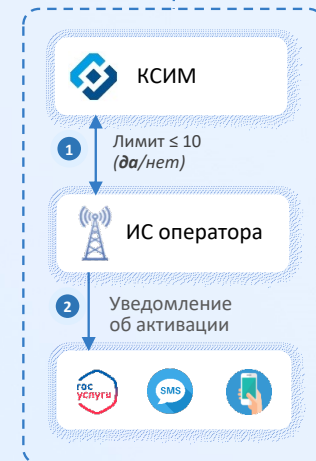 КСИМ
1
Лимит ≤ 10
(да/нет)
ИС оператора
2
Уведомление
об активации
гос
услуги
SMS